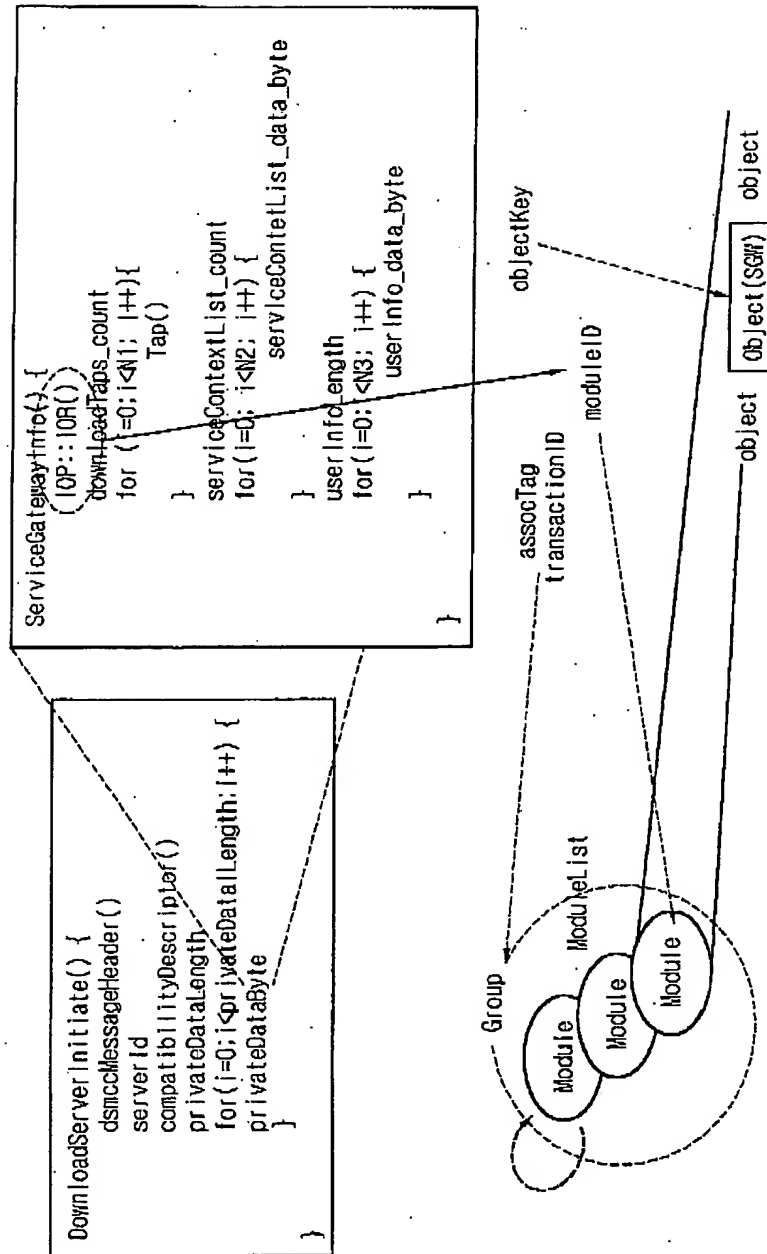 DownloadServerInitiate() {
dsmccMessageHeader()
serverId
compatibilityDescriptor()
privateDataLength
for(i=0;i<privateDatalLength;i++) {
privateDataByte
}
}
ServiceGatewayInfo() {
IOP::IOR()
downloadTaps_count
for (i=0;i<N1; i++){
Tap()
}
serviceContextList_count
for(i=0; i<N2; i++) {
serviceContetList_data_byte
}
userInfo_length
for(i=0; i<N3; i++) {
userInfo_data_byte
}
}
Group
ModuleList
Module
Module
Module
assocTag
transactionID
moduleID
objectKey
object
Object(SGW)
object